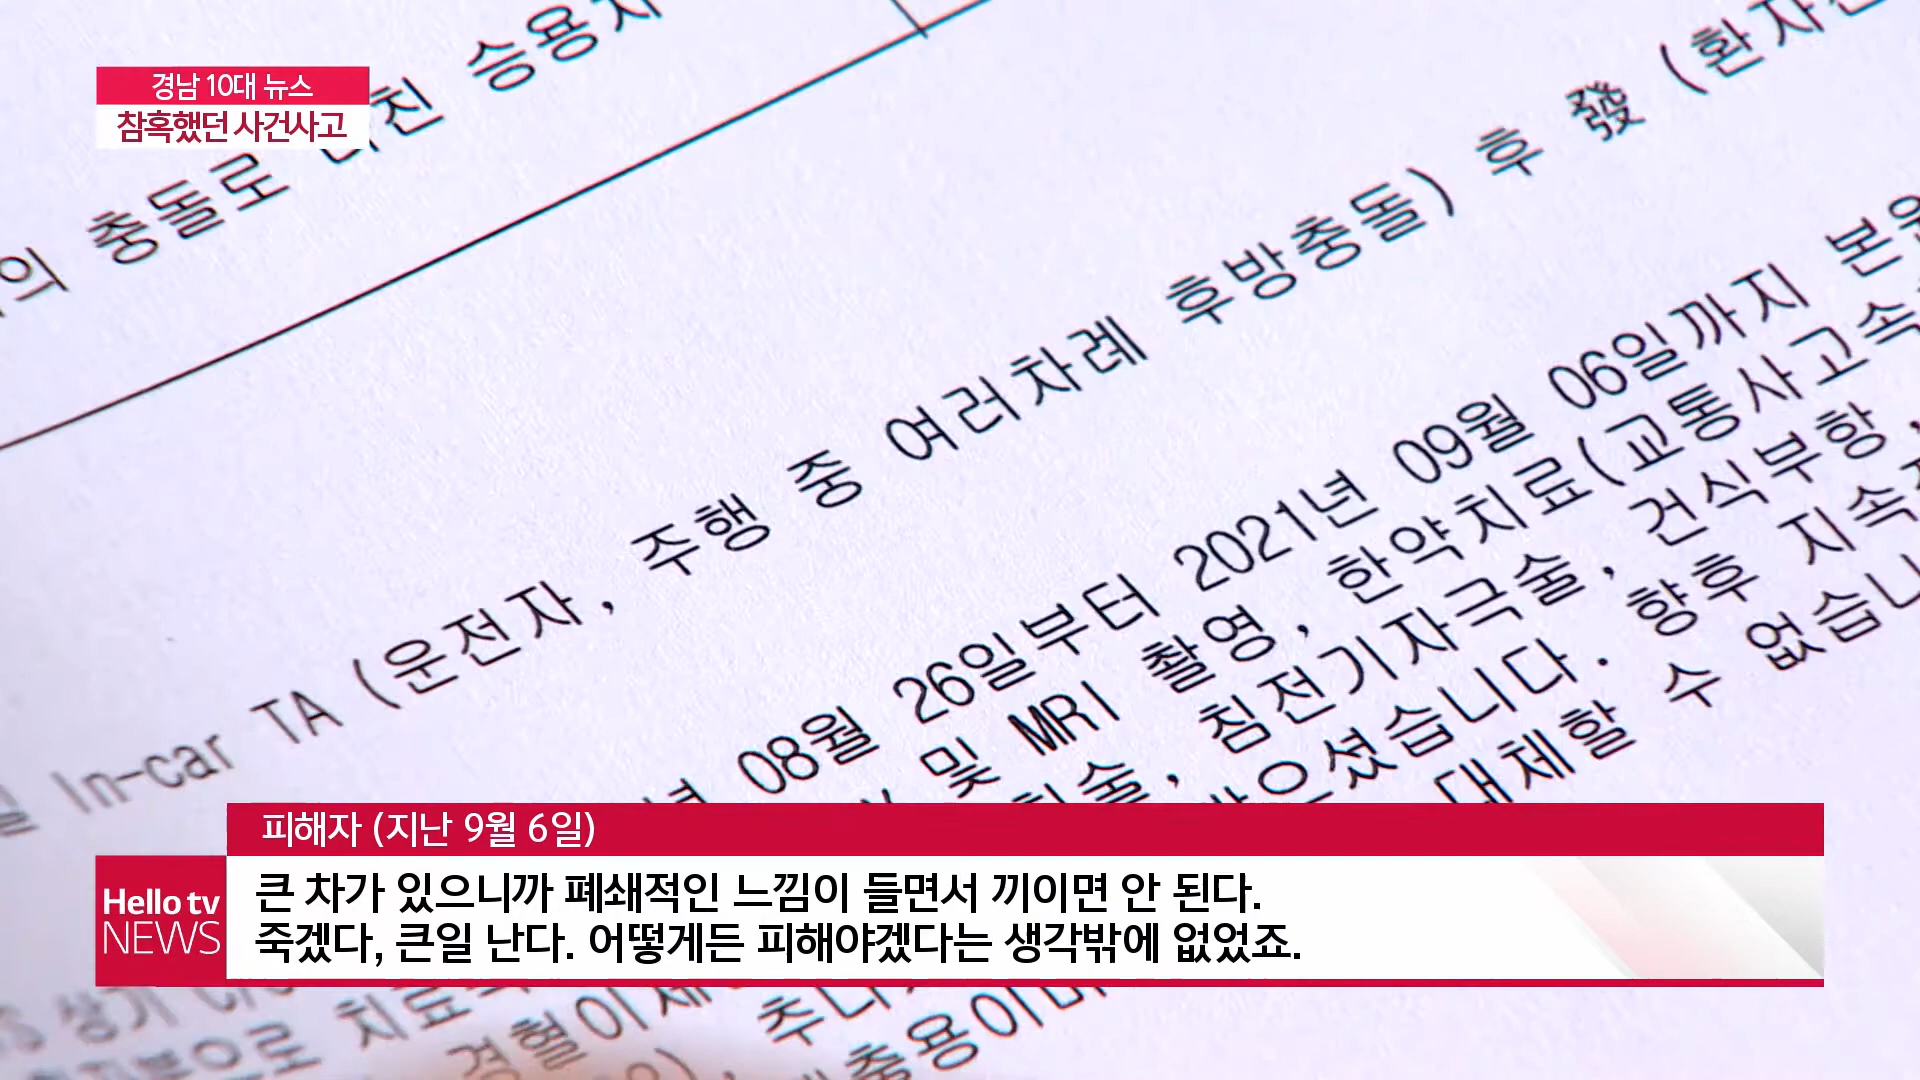 경남 10대 뉴스
참혹했던 사건사고
의 충돌로 친 승용차
In-car TA (운전자, 주행 중 여러차례 후방충돌) 후 發 (환자
08월 26일부터 2021년 09월 06일까지 본원
및 MRI 촬영, 한약치료(교통사고
침전기자극술, 건식부항,
향후 지속
대체할 수 없습니
피해자 (지난 9월 6일)
큰 차가 있으니까 폐쇄적인 느낌이 들면서 끼이면 안 된다.
죽겠다, 큰일 난다. 어떻게든 피해야겠다는 생각밖에 없었죠.
Hello tv
NEWS